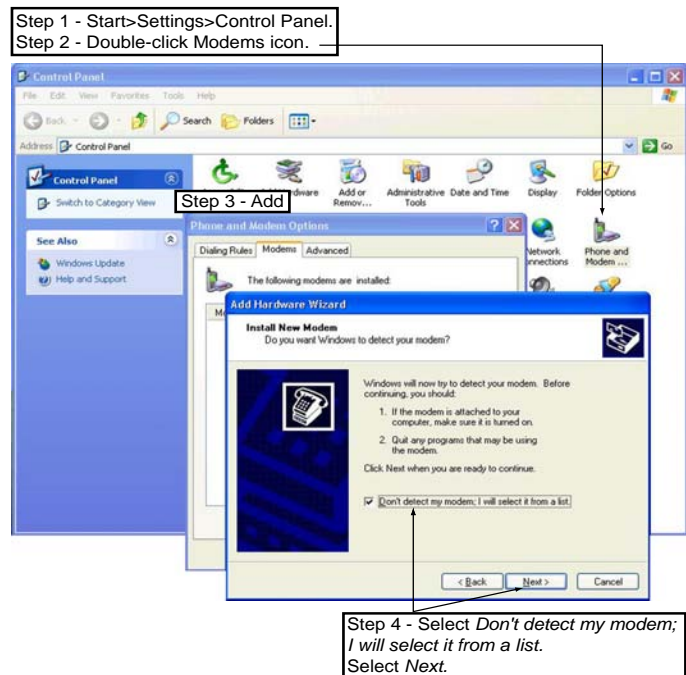 Step 1 - Start>Settings>Control Panel.
Step 2 - Double-click Modems icon.
Control Panel
File Edit View Favorites Tools Help
Back Search Folders
Address Control Panel Go
Control Panel
Switch to Category View
See Also
Windows Update
Help and Support
Add or Remov...
Administrative Tools
Date and Time
Display
Folder Options
Phone and Modem ...
Step 3 - Add
Phone and Modem Options
Dialing Rules Modems Advanced
The following modems are installed:
Add Hardware Wizard
Install New Modem
Do you want Windows to detect your modem?
Windows will now try to detect your modem. Before
continuing, you should:
1. If the modem is attached to your
computer, make sure it is turned on.
2. Quit any programs that may be using
the modem.
Click Next when you are ready to continue.
Don't detect my modem; I will select it from a list.
< Back Next > Cancel
Step 4 - Select Don't detect my modem;
I will select it from a list.
Select Next.